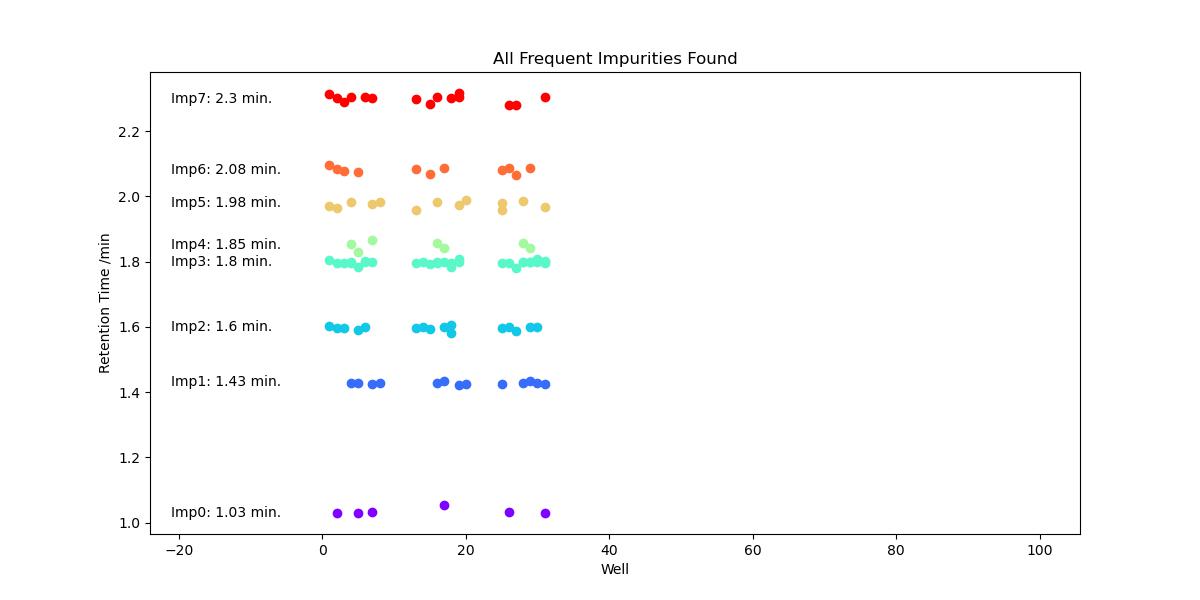 All Frequent Impurities Found
Imp7: 2.3 min.
2.2
Imp6: 2.08 min.
2.0
Imp5: 1.98 min.
Imp4: 1.85 min.
Imp3: 1.8 min.
1.8
Imp2: 1.6 min.
1.6
Imp1: 1.43 min.
1.4
1.2
Imp0: 1.03 min.
1.0
Retention Time /min
−20 0 20 40 60 80 100
Well